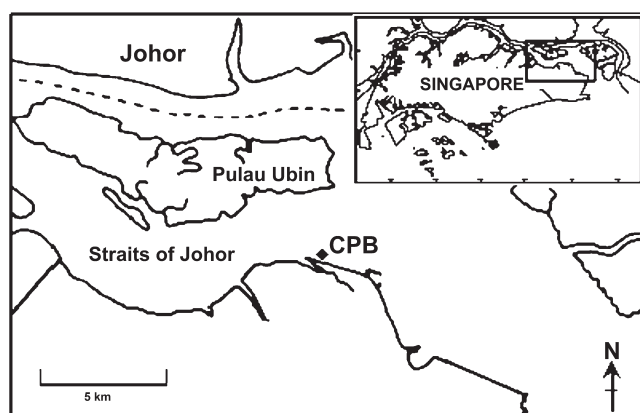 Johor
SINGAPORE
Pulau Ubin
Straits of Johor
CPB
N
5 km